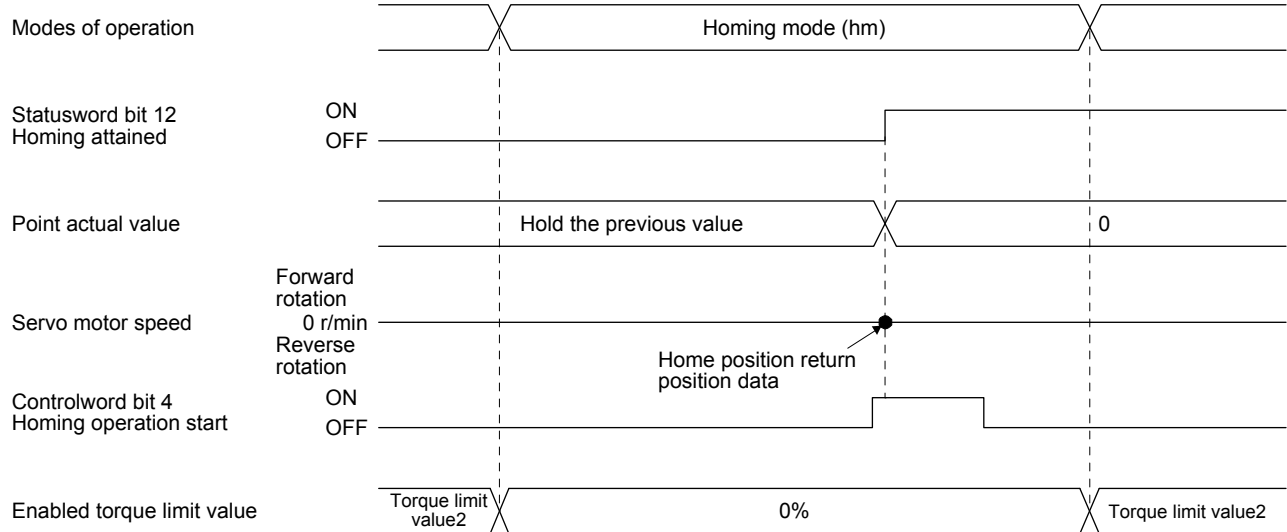 Modes of operation
Homing mode (hm)
Statusword bit 12
Homing attained
ON
OFF
Point actual value
Hold the previous value
0
Servo motor speed
Forward
rotation
0 r/min
Reverse
rotation
Home position return
position data
Controlword bit 4
Homing operation start
ON
OFF
Enabled torque limit value
Torque limit
value2
0%
Torque limit value2